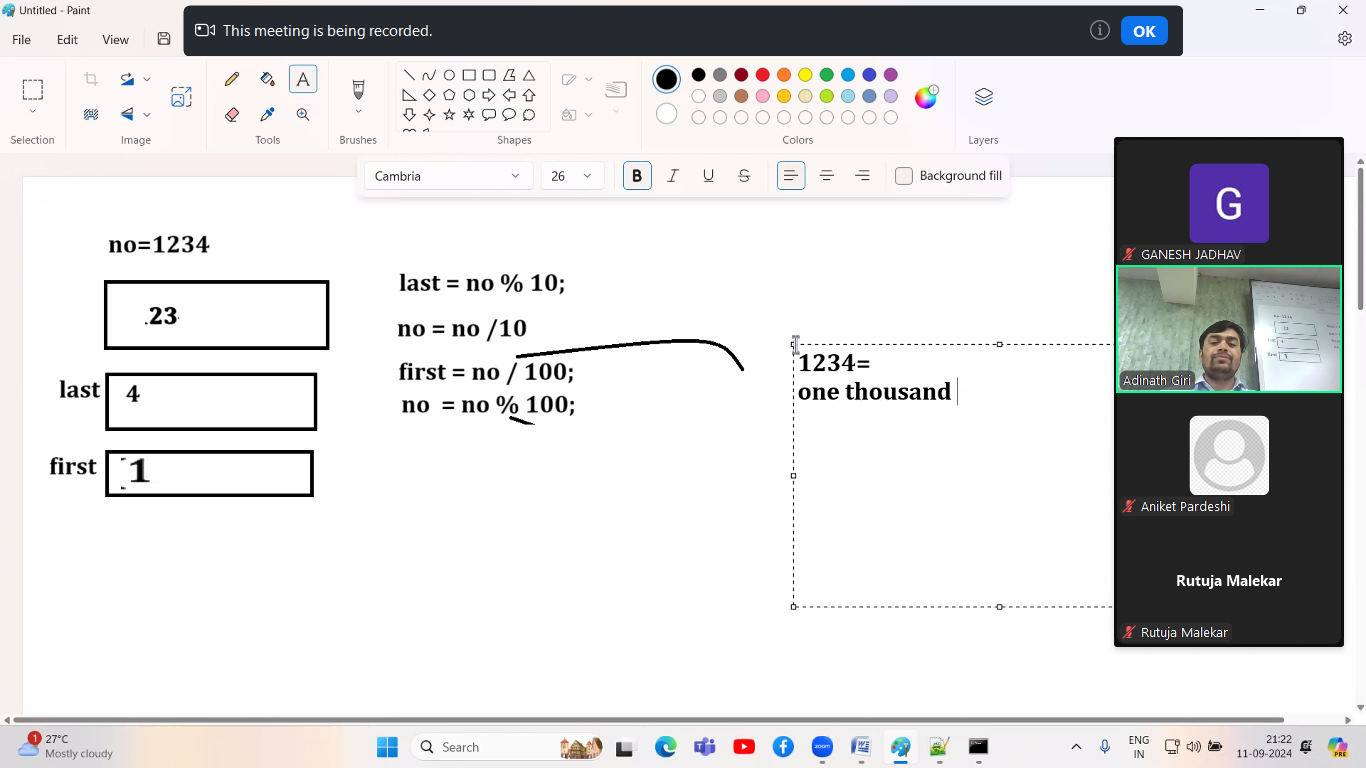 Untitled - Paint
This meeting is being recorded.
OK
File Edit View
Selection
Image
Tools
Brushes
Shapes
Colors
Layers
Cambria
26
B I U S
Background fill
no=1234
23
last 4
first 1
last = no % 10;
no = no /10
first = no / 100;
no = no % 100;
1234=
one thousand
G
GANESH JADHAV
Adinath Giri
Aniket Pardeshi
Rutuja Malekar
Rutuja Malekar
1
27°C
Mostly cloudy
Search
zoom
ENG
IN
21:22
11-09-2024
PRE